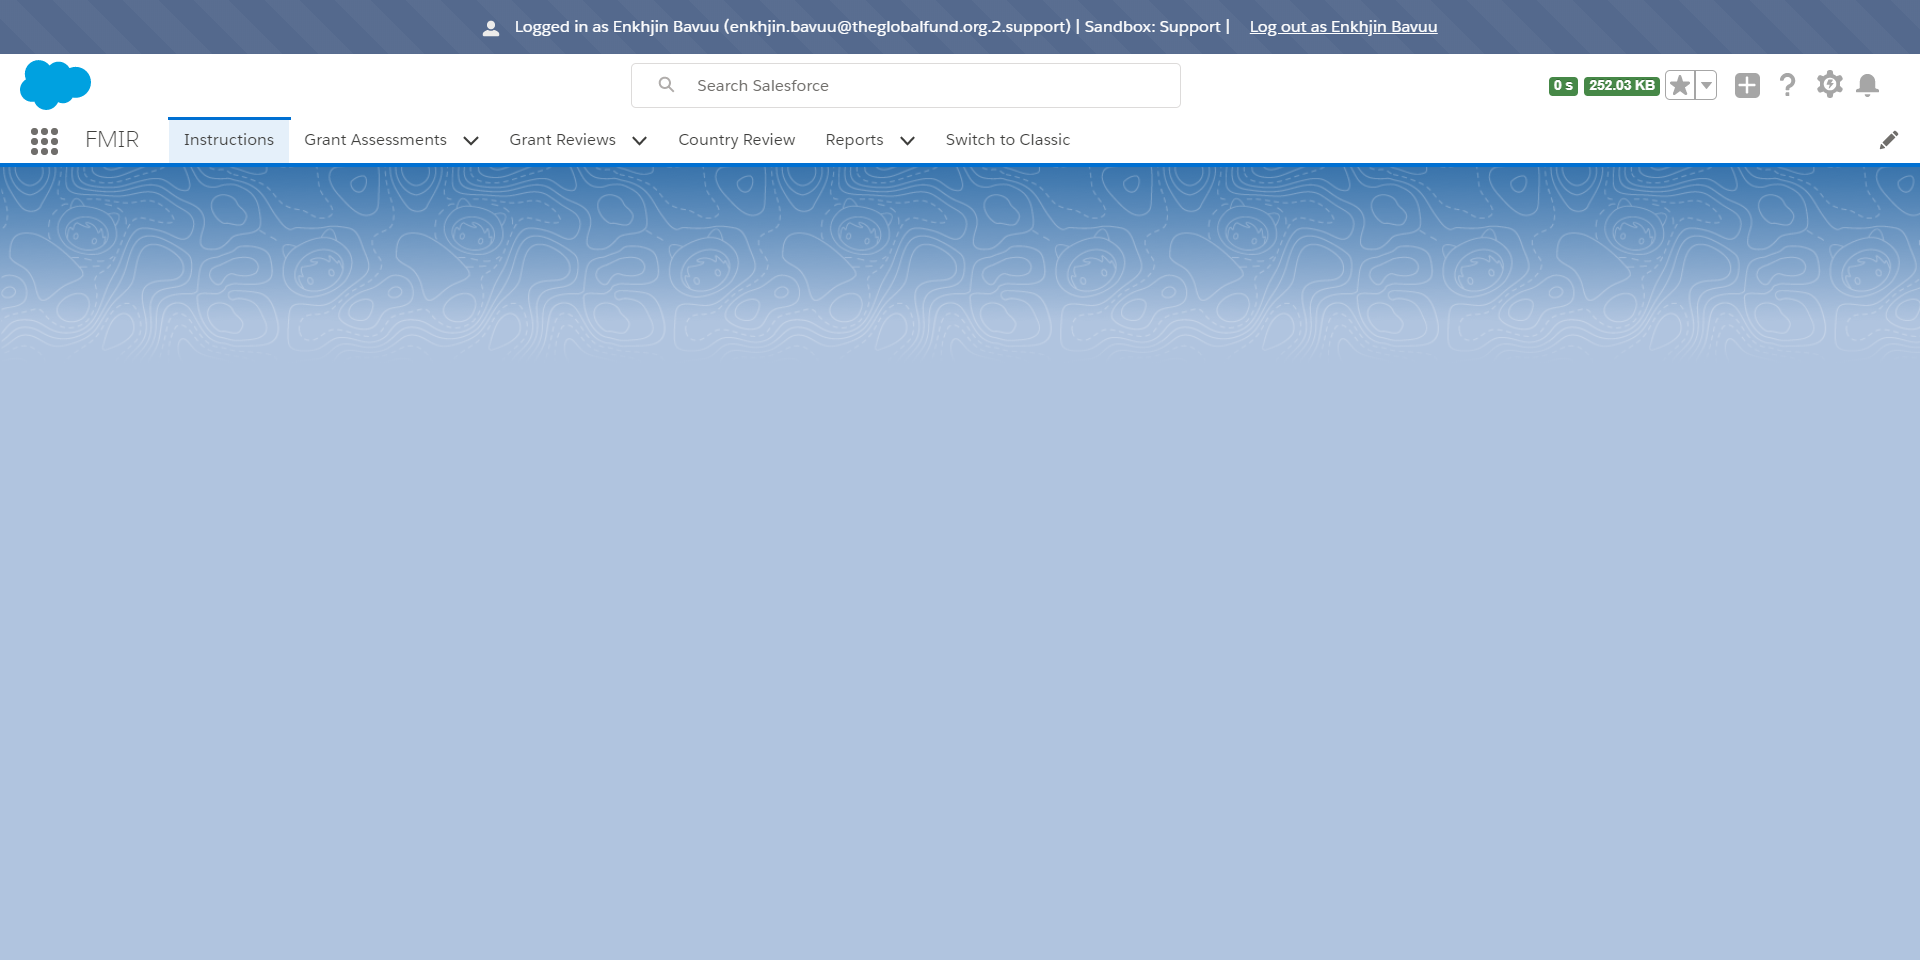 Logged in as Enkhjin Bavuu (enkhjin.bavuu@theglobalfund.org.2.support) | Sandbox: Support | Log out as Enkhjin Bavuu
Search Salesforce
0 s 252.03 KB
FMIR Instructions Grant Assessments Grant Reviews Country Review Reports Switch to Classic